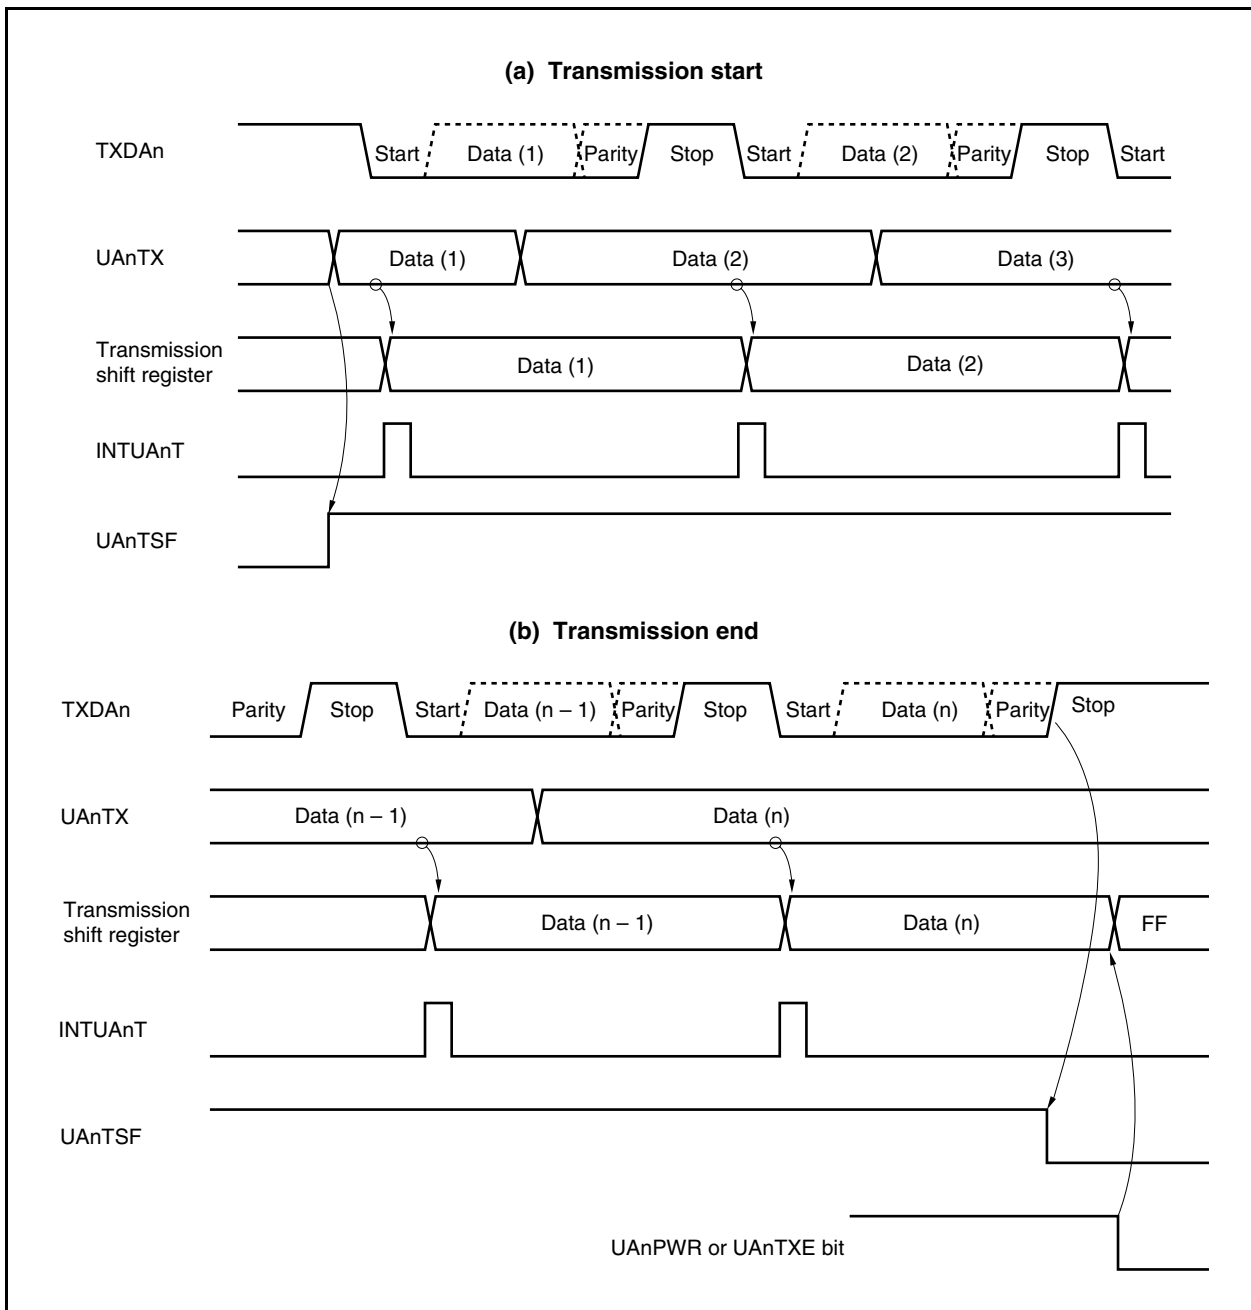 (a) Transmission start
TXDAn
Start Data (1) Parity Stop Start Data (2) Parity Stop Start
UAnTX
Data (1) Data (2) Data (3)
Transmission
shift register
Data (1) Data (2)
INTUAnT
UAnTSF
(b) Transmission end
TXDAn
Parity Stop Start Data (n – 1) Parity Stop Start Data (n) Parity Stop
UAnTX
Data (n – 1) Data (n)
Transmission
shift register
Data (n – 1) Data (n) FF
INTUAnT
UAnTSF
UAnPWR or UAnTXE bit